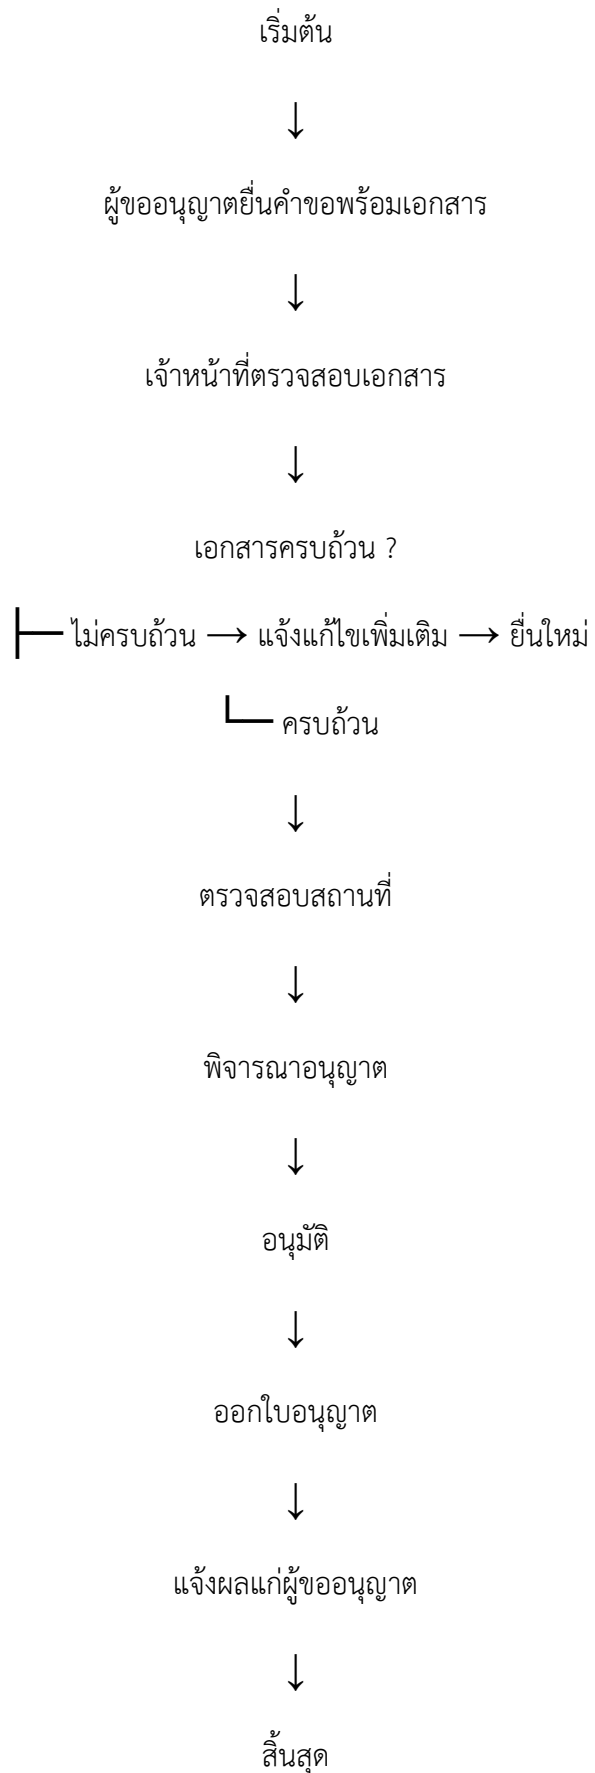 เริ่มต้น
↓
ผู้ขออนุญาตยื่นคำขอพร้อมเอกสาร
↓
เจ้าหน้าที่ตรวจสอบเอกสาร
↓
เอกสารครบถ้วน ?
├── ไม่ครบถ้วน → แจ้งแก้ไขเพิ่มเติม → ยื่นใหม่
└── ครบถ้วน
↓
ตรวจสอบสถานที่
↓
พิจารณาอนุญาต
↓
อนุมัติ
↓
ออกใบอนุญาต
↓
แจ้งผลแก่ผู้ขออนุญาต
↓
สิ้นสุด